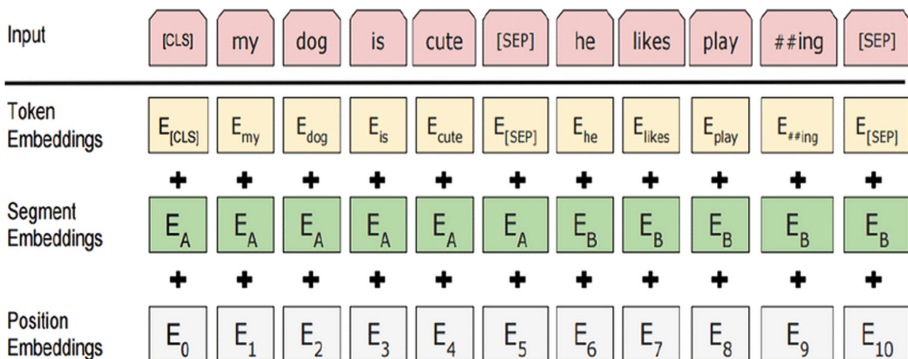 Input [CLS] my dog is cute [SEP] he likes play ##ing [SEP]
Token Embeddings E[CLS] Emy Edog Eis Ecute E[SEP] Ehe Elikes Eplay E##ing E[SEP]
+ + + + + + + + + + +
Segment Embeddings EA EA EA EA EA EA EB EB EB EB EB
+ + + + + + + + + + +
Position Embeddings E0 E1 E2 E3 E4 E5 E6 E7 E8 E9 E10